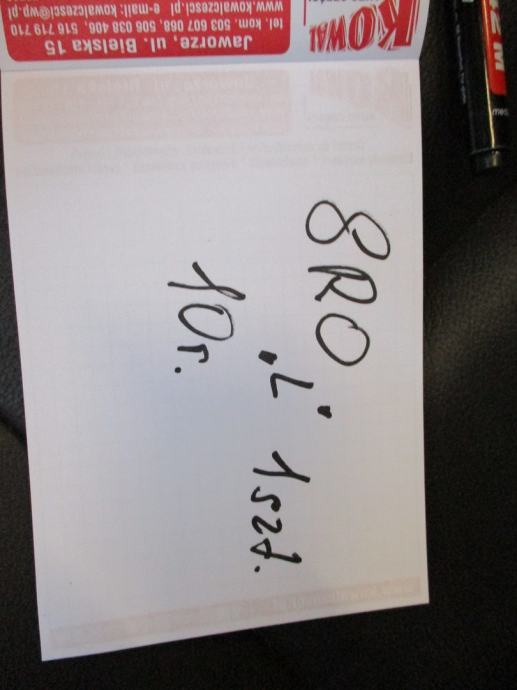 KOWAL
Jaworze, ul. Bielska 15
tel. kom. 503 607 068, 506 038 406, 516 719 710
www.kowalczesci.pl e-mail: kowalczesci@wp.pl
8RO
"L" 1szt.
10r.